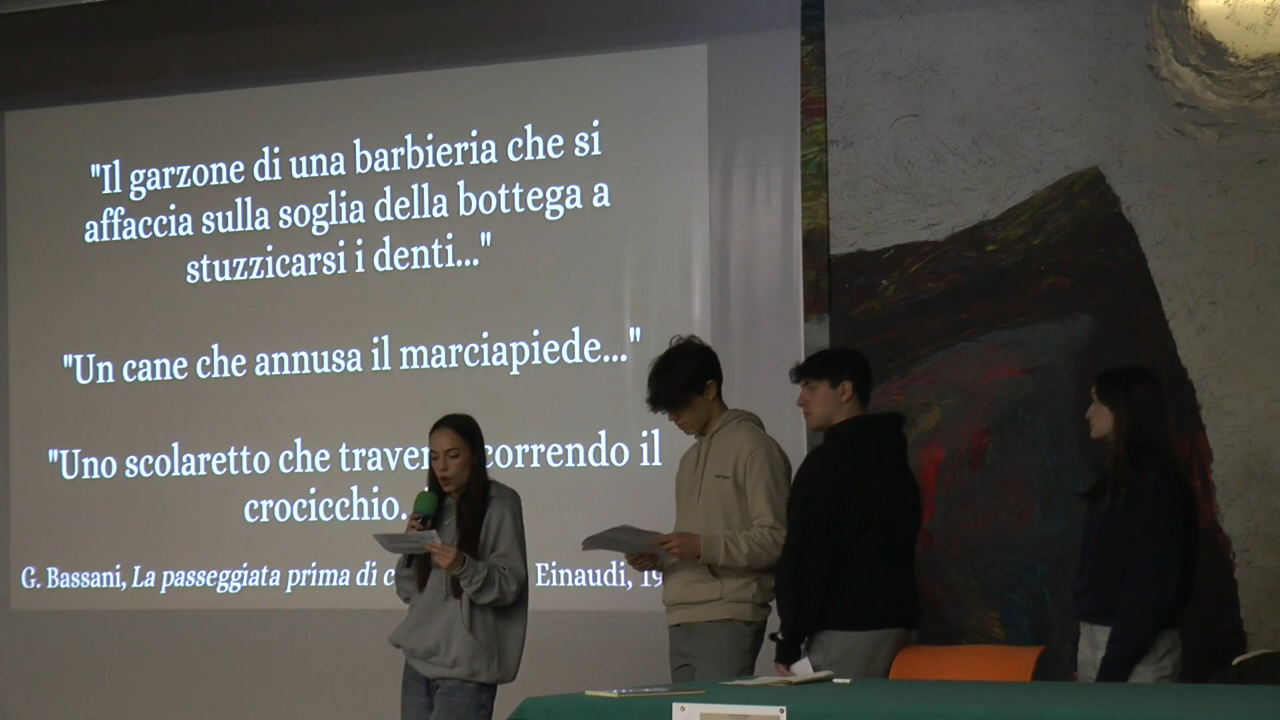 "Il garzone di una barbieria che si
affaccia sulla soglia della bottega a
stuzzicarsi i denti..."
"Un cane che annusa il marciapiede..."
"Uno scolaretto che traver correndo il
crocicchio.
G. Bassani, La passeggiata prima di c Einaudi, 19